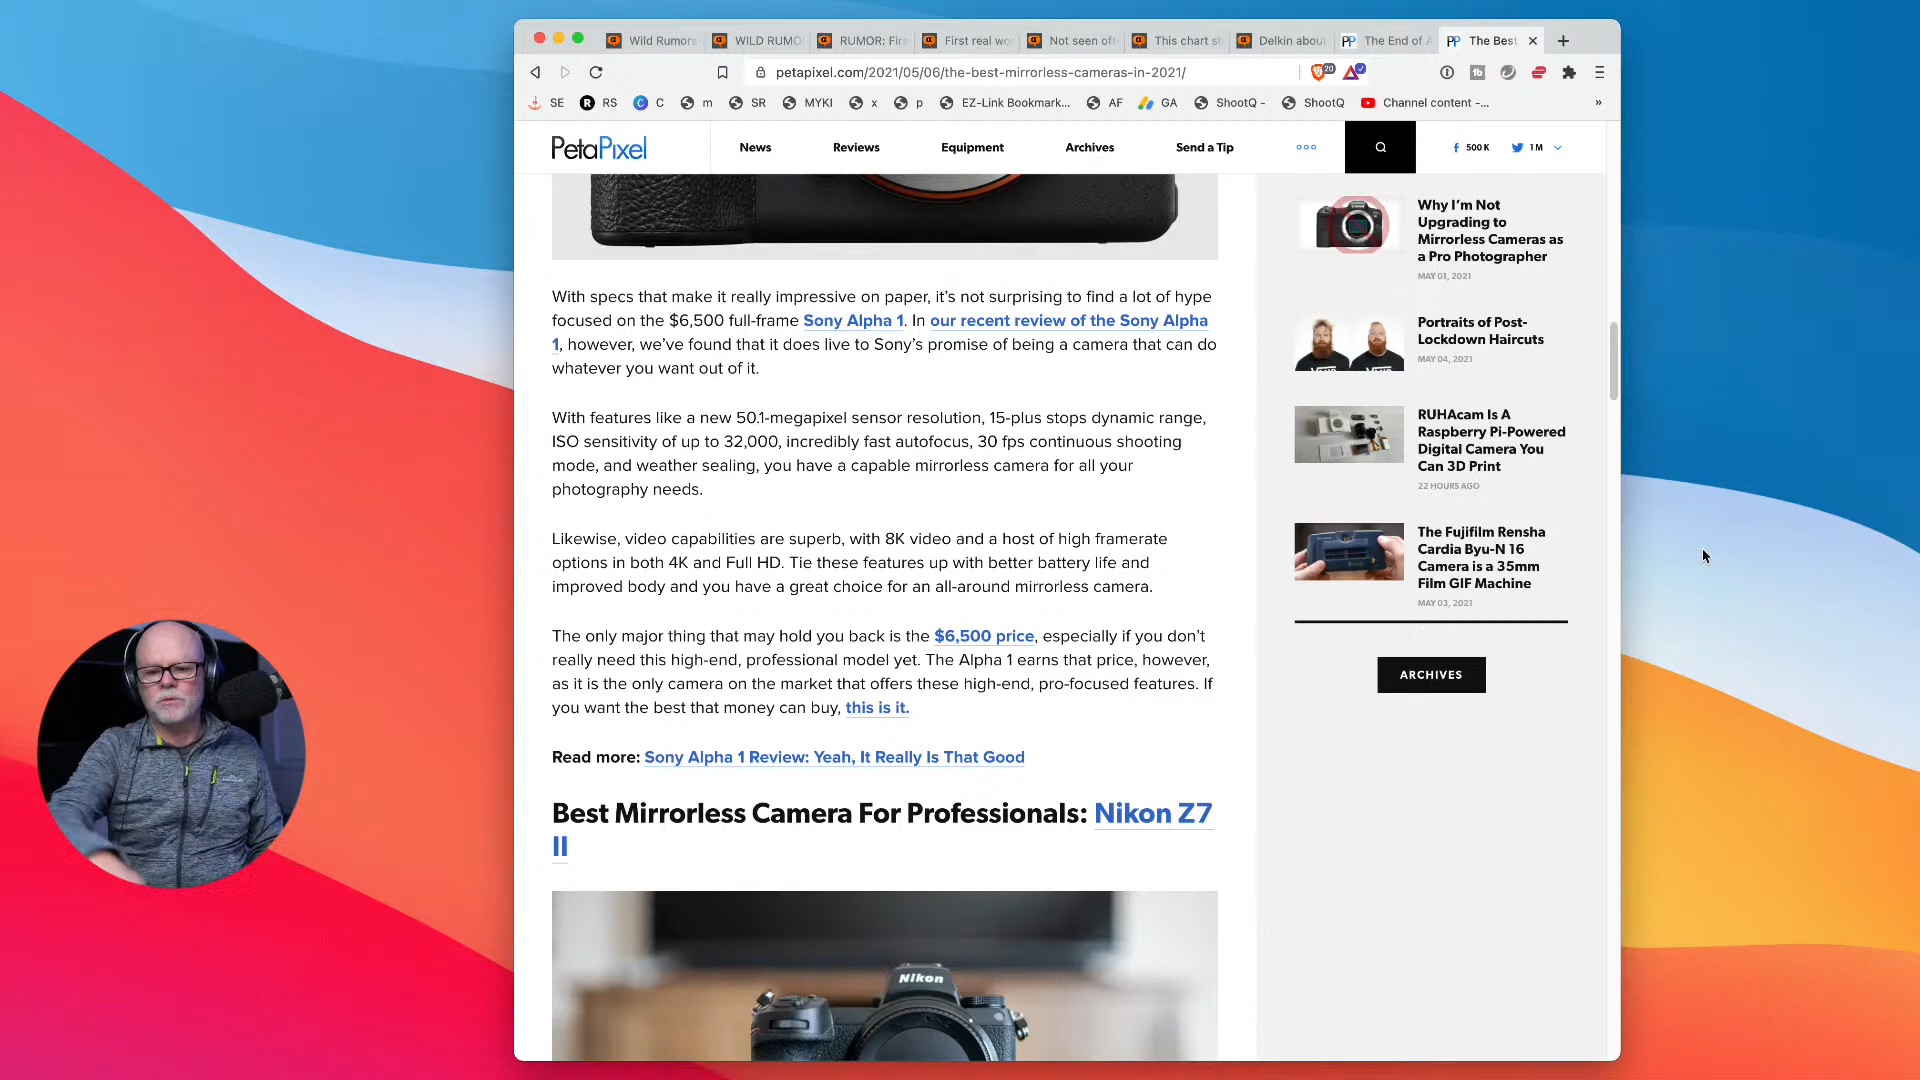 Wild Rumors
WILD RUMO
RUMOR: Firs
First real wo
Not seen oft
This chart sh
Delkin about
The End of A
The Best
petapixel.com/2021/05/06/the-best-mirrorless-cameras-in-2021/
20
SE
RS
C
m
SR
MYKI
x
p
EZ-Link Bookmark...
AF
GA
ShootQ -
ShootQ
Channel content -...
»
PetaPixel
News
Reviews
Equipment
Archives
Send a Tip
500 K
1 M
With specs that make it really impressive on paper, it’s not surprising to find a lot of hype
focused on the $6,500 full-frame Sony Alpha 1. In our recent review of the Sony Alpha
1, however, we’ve found that it does live to Sony’s promise of being a camera that can do
whatever you want out of it.
With features like a new 50.1-megapixel sensor resolution, 15-plus stops dynamic range,
ISO sensitivity of up to 32,000, incredibly fast autofocus, 30 fps continuous shooting
mode, and weather sealing, you have a capable mirrorless camera for all your
photography needs.
Likewise, video capabilities are superb, with 8K video and a host of high framerate
options in both 4K and Full HD. Tie these features up with better battery life and
improved body and you have a great choice for an all-around mirrorless camera.
The only major thing that may hold you back is the $6,500 price, especially if you don’t
really need this high-end, professional model yet. The Alpha 1 earns that price, however,
as it is the only camera on the market that offers these high-end, pro-focused features. If
you want the best that money can buy, this is it.
Read more: Sony Alpha 1 Review: Yeah, It Really Is That Good
Best Mirrorless Camera For Professionals: Nikon Z7
II
Nikon
Why I’m Not
Upgrading to
Mirrorless Cameras as
a Pro Photographer
MAY 01, 2021
Portraits of Post-
Lockdown Haircuts
MAY 04, 2021
RUHAcam Is A
Raspberry Pi-Powered
Digital Camera You
Can 3D Print
22 HOURS AGO
The Fujifilm Rensha
Cardia Byu-N 16
Camera is a 35mm
Film GIF Machine
MAY 03, 2021
ARCHIVES